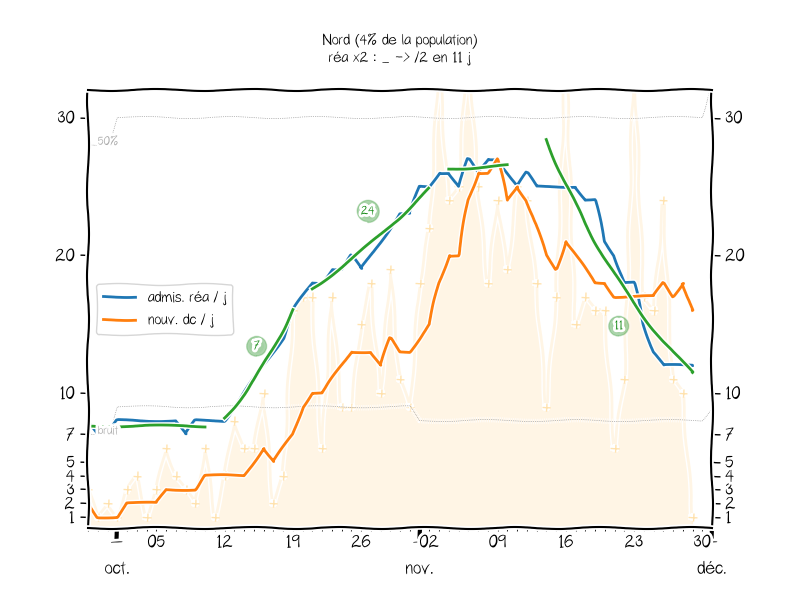 Nord (4% de la population)
réa x2 : _ -> /2 en 11 j
30 30
50%
24
20 20
admis. réa / j
nouv. dc / j
11
7
10 10
bruit
7 7
5 5
4 4
3 3
2 2
1 1
05 12 19 26 02 09 16 23 30
oct. nov. déc.